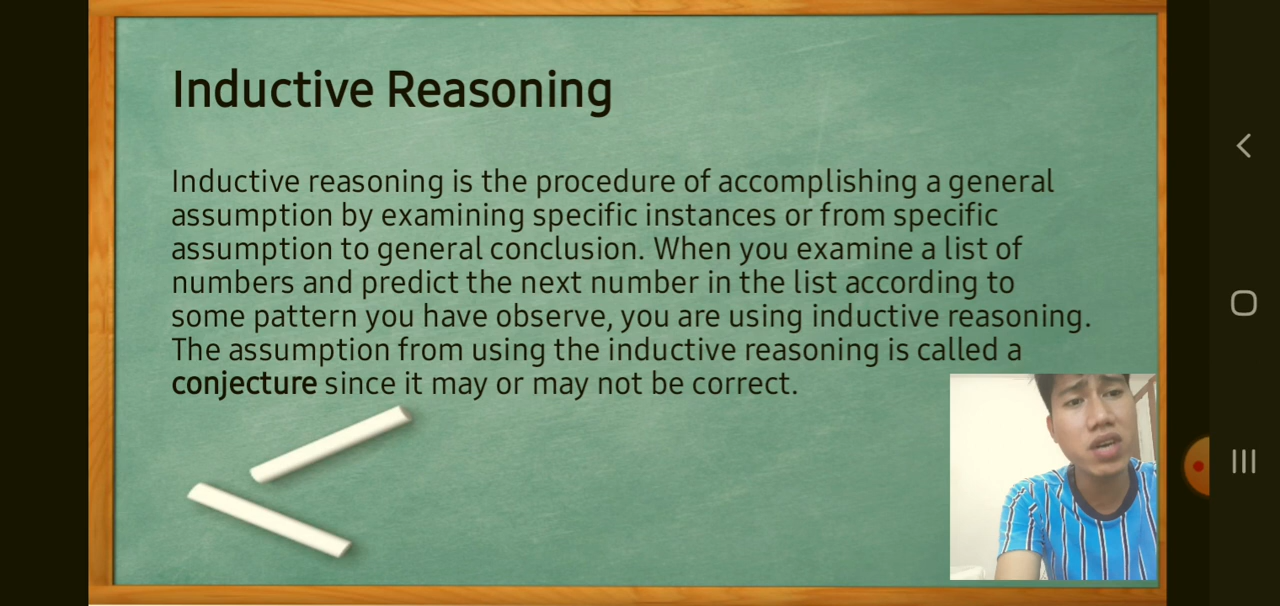 Inductive Reasoning
Inductive reasoning is the procedure of accomplishing a general
assumption by examining specific instances or from specific
assumption to general conclusion. When you examine a list of
numbers and predict the next number in the list according to
some pattern you have observe, you are using inductive reasoning.
The assumption from using the inductive reasoning is called a
conjecture since it may or may not be correct.